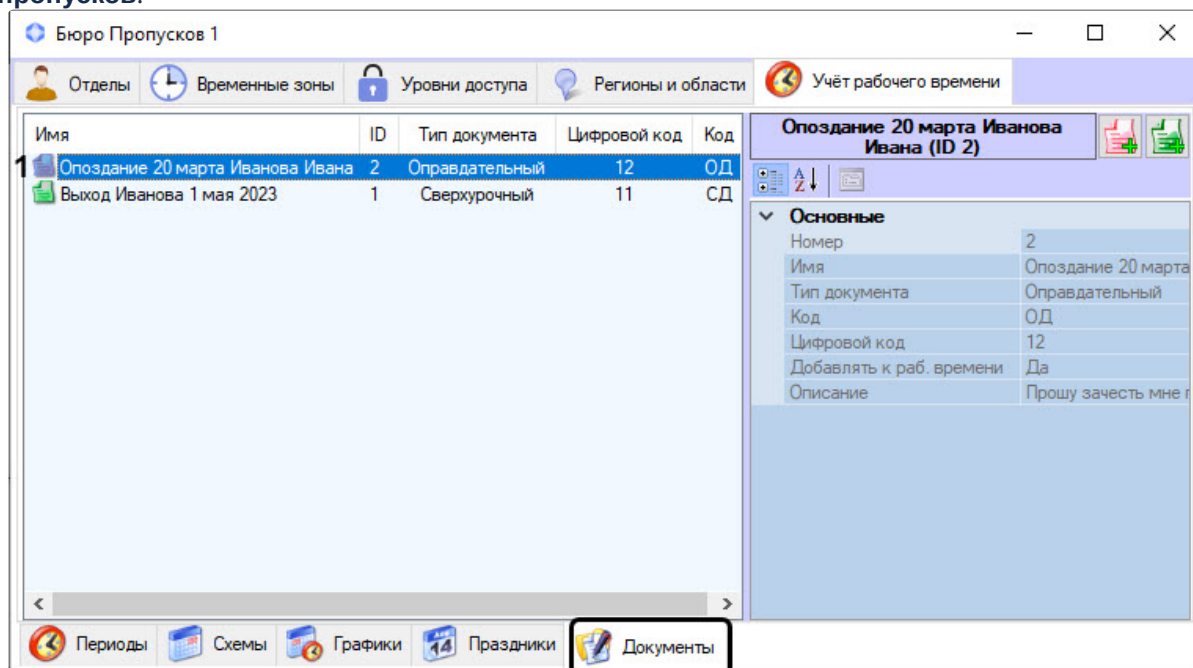 пропусков.
Бюро Пропусков 1
Отделы Временные зоны Уровни доступа Регионы и области Учёт рабочего времени
Имя ID Тип документа Цифровой код Код
1 Опоздание 20 марта Иванова Ивана 2 Оправдательный 12 ОД
Выход Иванова 1 мая 2023 1 Сверхурочный 11 СД
Опоздание 20 марта Иванова
Ивана (ID 2)
Основные
Номер 2
Имя Опоздание 20 марта
Тип документа Оправдательный
Код ОД
Цифровой код 12
Добавлять к раб. времени Да
Описание Прошу зачесть мне
Периоды Схемы Графики 14 Праздники Документы